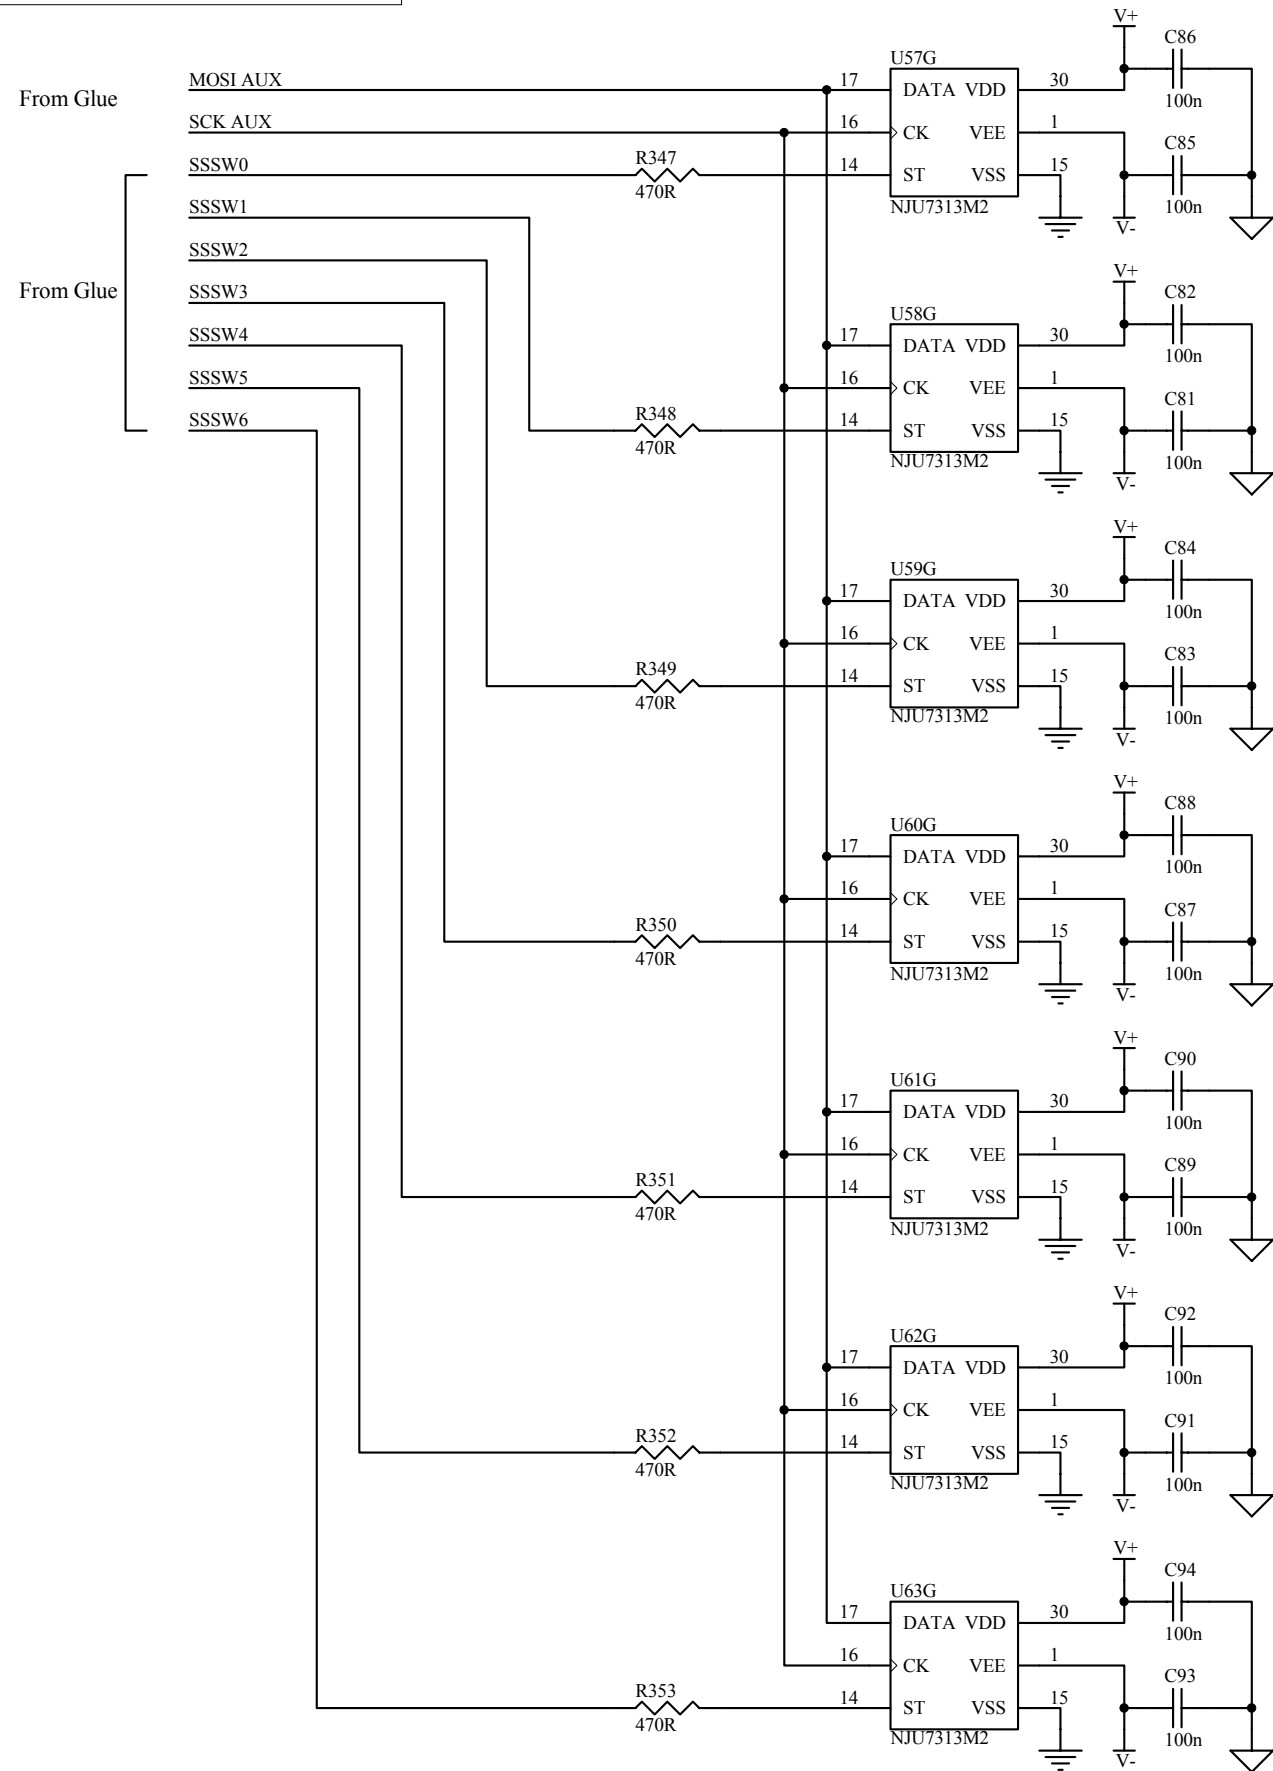 From Glue
MOSI AUX
SCK AUX
From Glue
SSSW0
SSSW1
SSSW2
SSSW3
SSSW4
SSSW5
SSSW6
R347
470R
U57G
17 DATA VDD 30
16 CK VEE 1
14 ST VSS 15
NJU7313M2
V+
C86
100n
C85
100n
V-
R348
470R
U58G
17 DATA VDD 30
16 CK VEE 1
14 ST VSS 15
NJU7313M2
V+
C82
100n
C81
100n
V-
R349
470R
U59G
17 DATA VDD 30
16 CK VEE 1
14 ST VSS 15
NJU7313M2
V+
C84
100n
C83
100n
V-
R350
470R
U60G
17 DATA VDD 30
16 CK VEE 1
14 ST VSS 15
NJU7313M2
V+
C88
100n
C87
100n
V-
R351
470R
U61G
17 DATA VDD 30
16 CK VEE 1
14 ST VSS 15
NJU7313M2
V+
C90
100n
C89
100n
V-
R352
470R
U62G
17 DATA VDD 30
16 CK VEE 1
14 ST VSS 15
NJU7313M2
V+
C92
100n
C91
100n
V-
R353
470R
U63G
17 DATA VDD 30
16 CK VEE 1
14 ST VSS 15
NJU7313M2
V+
C94
100n
C93
100n
V-